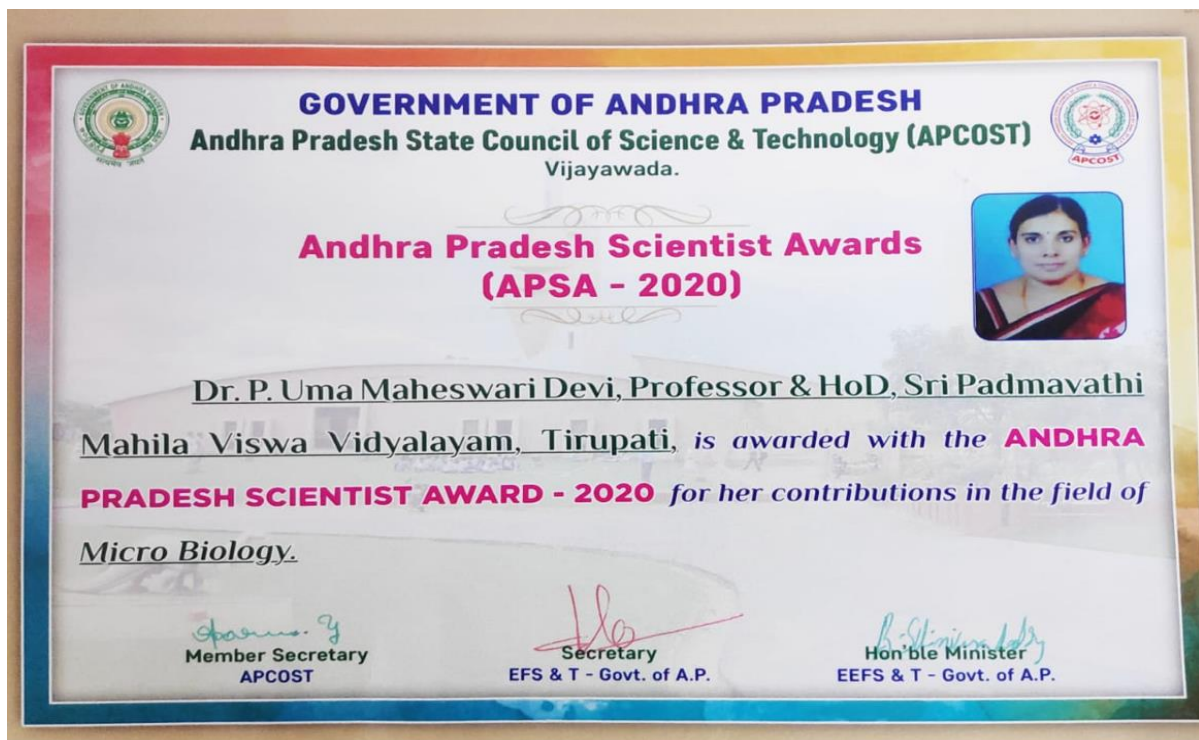 GOVERNMENT OF ANDHRA PRADESH
Andhra Pradesh State Council of Science & Technology (APCOST)
Vijayawada.
APCOST
Andhra Pradesh Scientist Awards
(APSA - 2020)
Dr. P. Uma Maheswari Devi, Professor & HoD, Sri Padmavathi
Mahila Viswa Vidyalayam, Tirupati, is awarded with the ANDHRA
PRADESH SCIENTIST AWARD - 2020 for her contributions in the field of
Micro Biology.
Member Secretary
APCOST
Secretary
EFS & T - Govt. of A.P.
Hon'ble Minister
EEFS & T - Govt. of A.P.